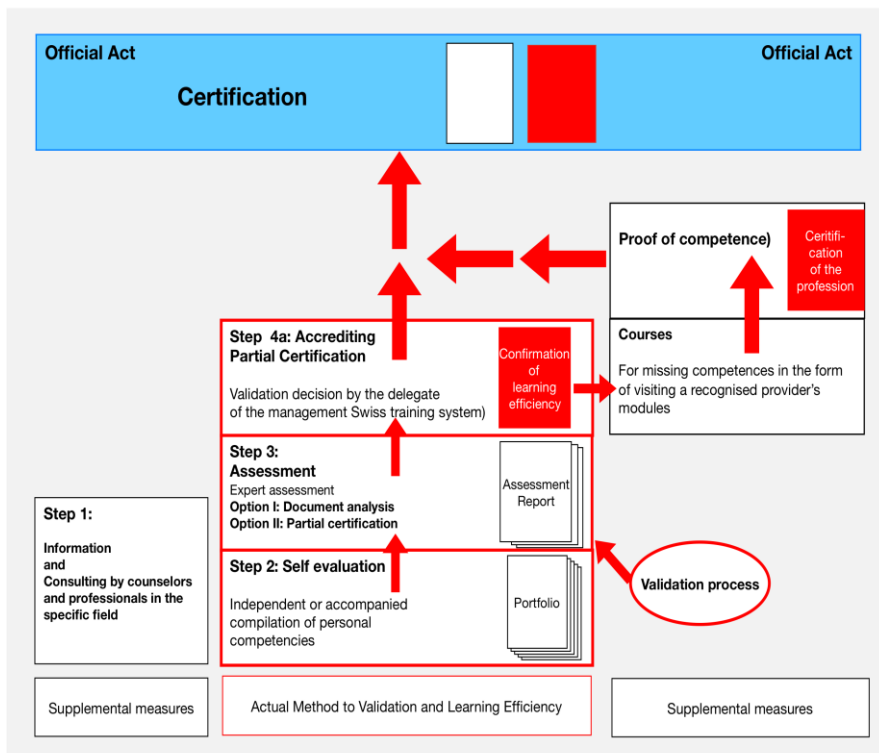 Official Act
Official Act
Certification
Proof of competence)
Ceritifi-
cation
of the
profession
Step 4a: Accrediting
Partial Certification
Validation decision by the delegate
of the management Swiss training system)
Confirmation
of
learning
efficiency
Courses
For missing competences in the form
of visiting a recognised provider's
modules
Step 3:
Assessment
Expert assessment
Option I: Document analysis
Option II: Partial certification
Assessment
Report
Step 1:
Information
and
Consulting by counselors
and professionals in the
specific field
Step 2: Self evaluation
Independent or accompanied
compilation of personal
competencies
Portfolio
Validation process
Supplemental measures
Actual Method to Validation and Learning Efficiency
Supplemental measures